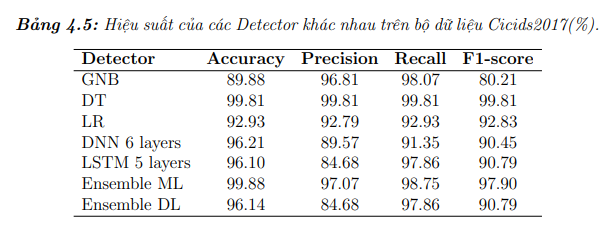 Bảng 4.5: Hiệu suất của các Detector khác nhau trên bộ dữ liệu Cicids2017(%).
Detector Accuracy Precision Recall F1-score
GNB 89.88 96.81 98.07 80.21
DT 99.81 99.81 99.81 99.81
LR 92.93 92.79 92.93 92.83
DNN 6 layers 96.21 89.57 91.35 90.45
LSTM 5 layers 96.10 84.68 97.86 90.79
Ensemble ML 99.88 97.07 98.75 97.90
Ensemble DL 96.14 84.68 97.86 90.79